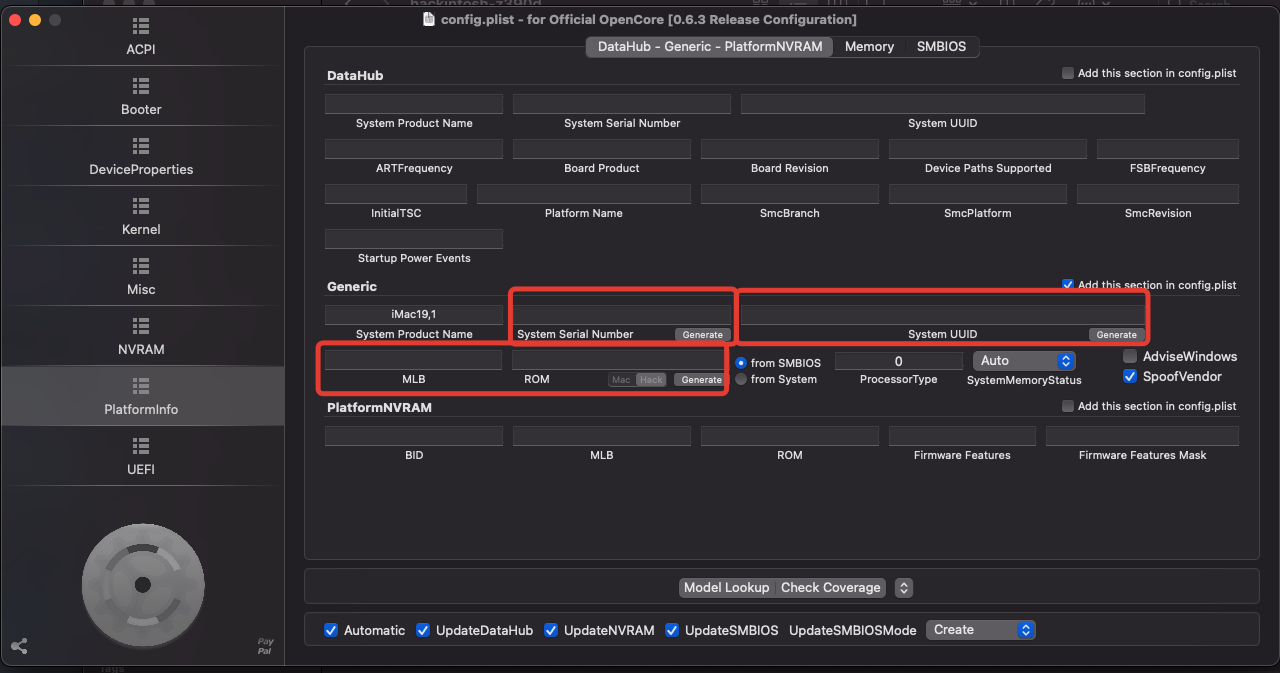 hackintosh-z390d
Search
config.plist - for Official OpenCore [0.6.3 Release Configuration]
ACPI
Booter
DeviceProperties
Kernel
Misc
NVRAM
PlatformInfo
UEFI
Pay
Pal
DataHub - Generic - PlatformNVRAM Memory SMBIOS
DataHub Add this section in config.plist
System Product Name System Serial Number System UUID
ARTFrequency Board Product Board Revision Device Paths Supported FSBFrequency
InitialTSC Platform Name SmcBranch SmcPlatform SmcRevision
Startup Power Events
Generic Add this section in config.plist
iMac19,1
System Product Name System Serial Number Generate System UUID Generate
from SMBIOS 0 Auto AdviseWindows
MLB ROM Mac Hack Generate from System ProcessorType SystemMemoryStatus SpoofVendor
PlatformNVRAM Add this section in config.plist
BID MLB ROM Firmware Features Firmware Features Mask
Model Lookup Check Coverage
Automatic UpdateDataHub UpdateNVRAM UpdateSMBIOS UpdateSMBIOSMode Create
Tags